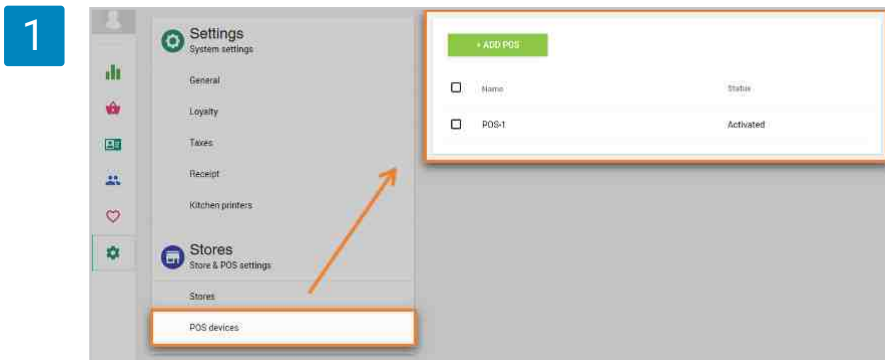 1
Settings
System settings
General
Loyalty
Taxes
Receipt
Kitchen printers
Stores
Store & POS settings
Stores
POS devices
+ ADD POS
Name Status
POS-1 Activated